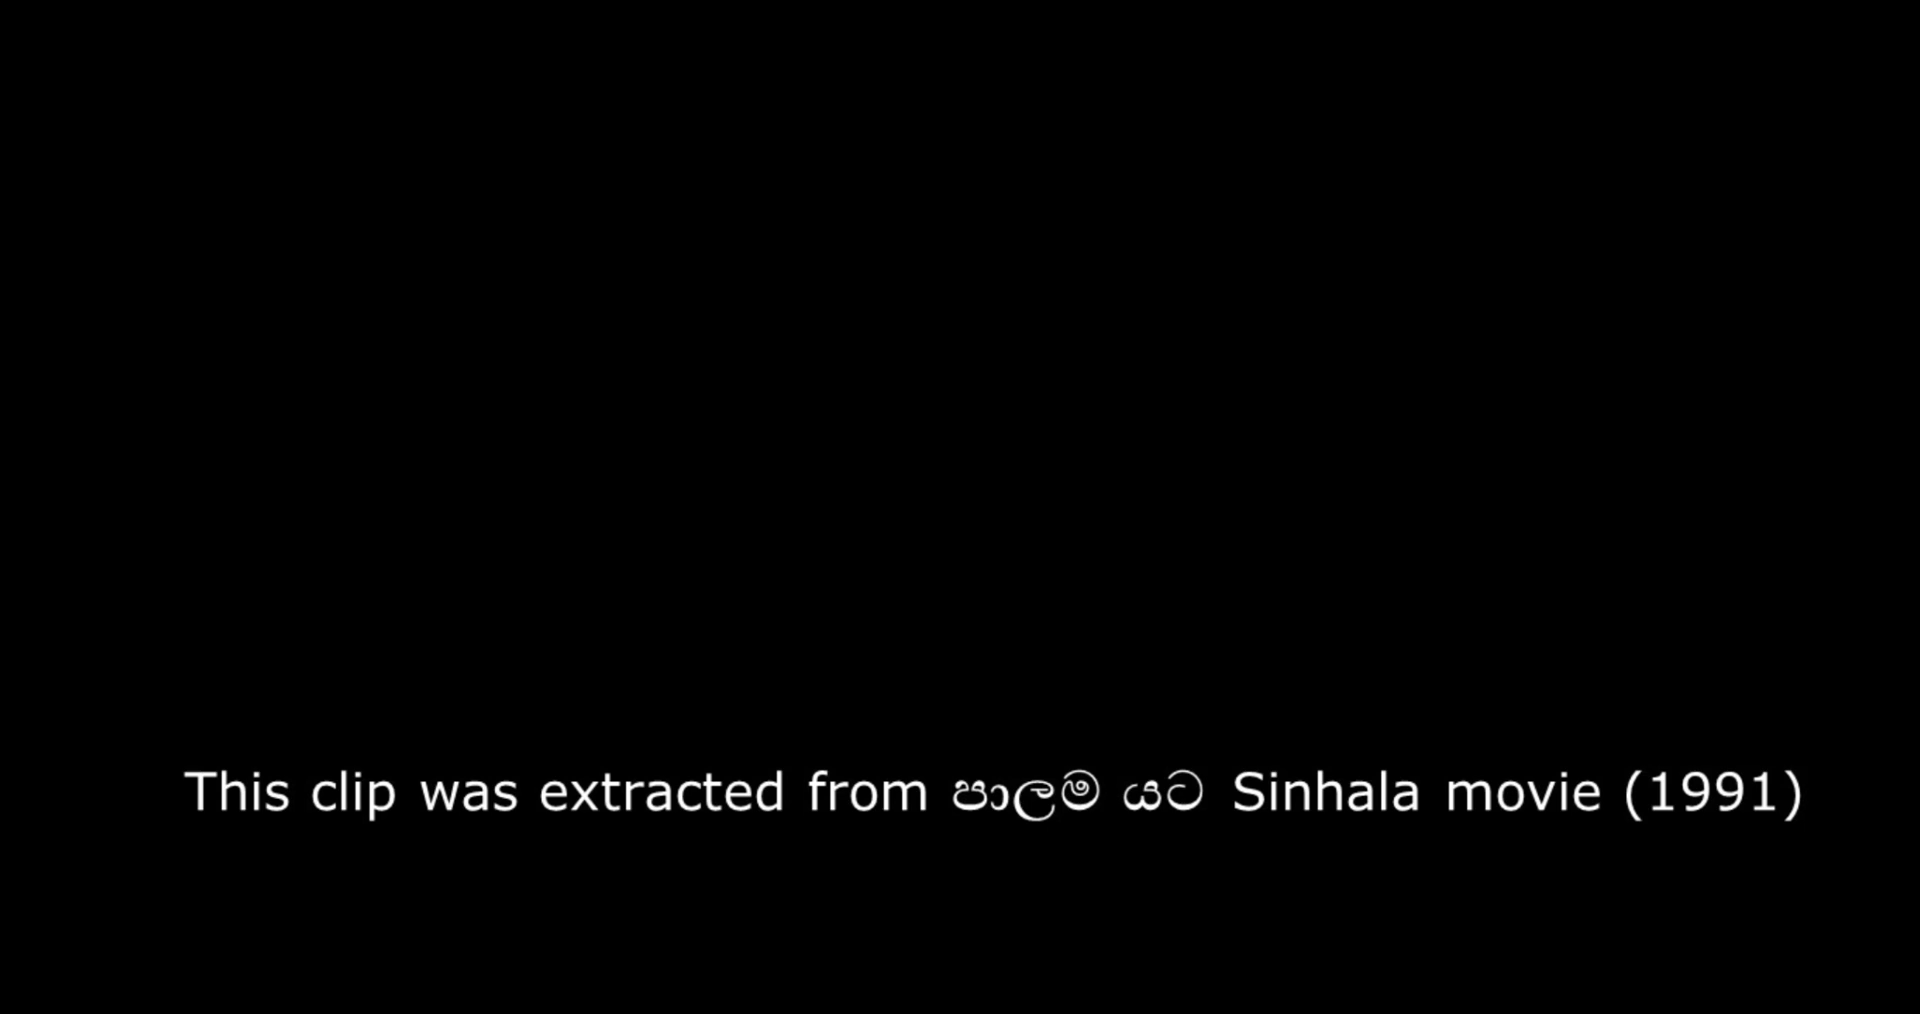 This clip was extracted from පාලම යට Sinhala movie (1991)